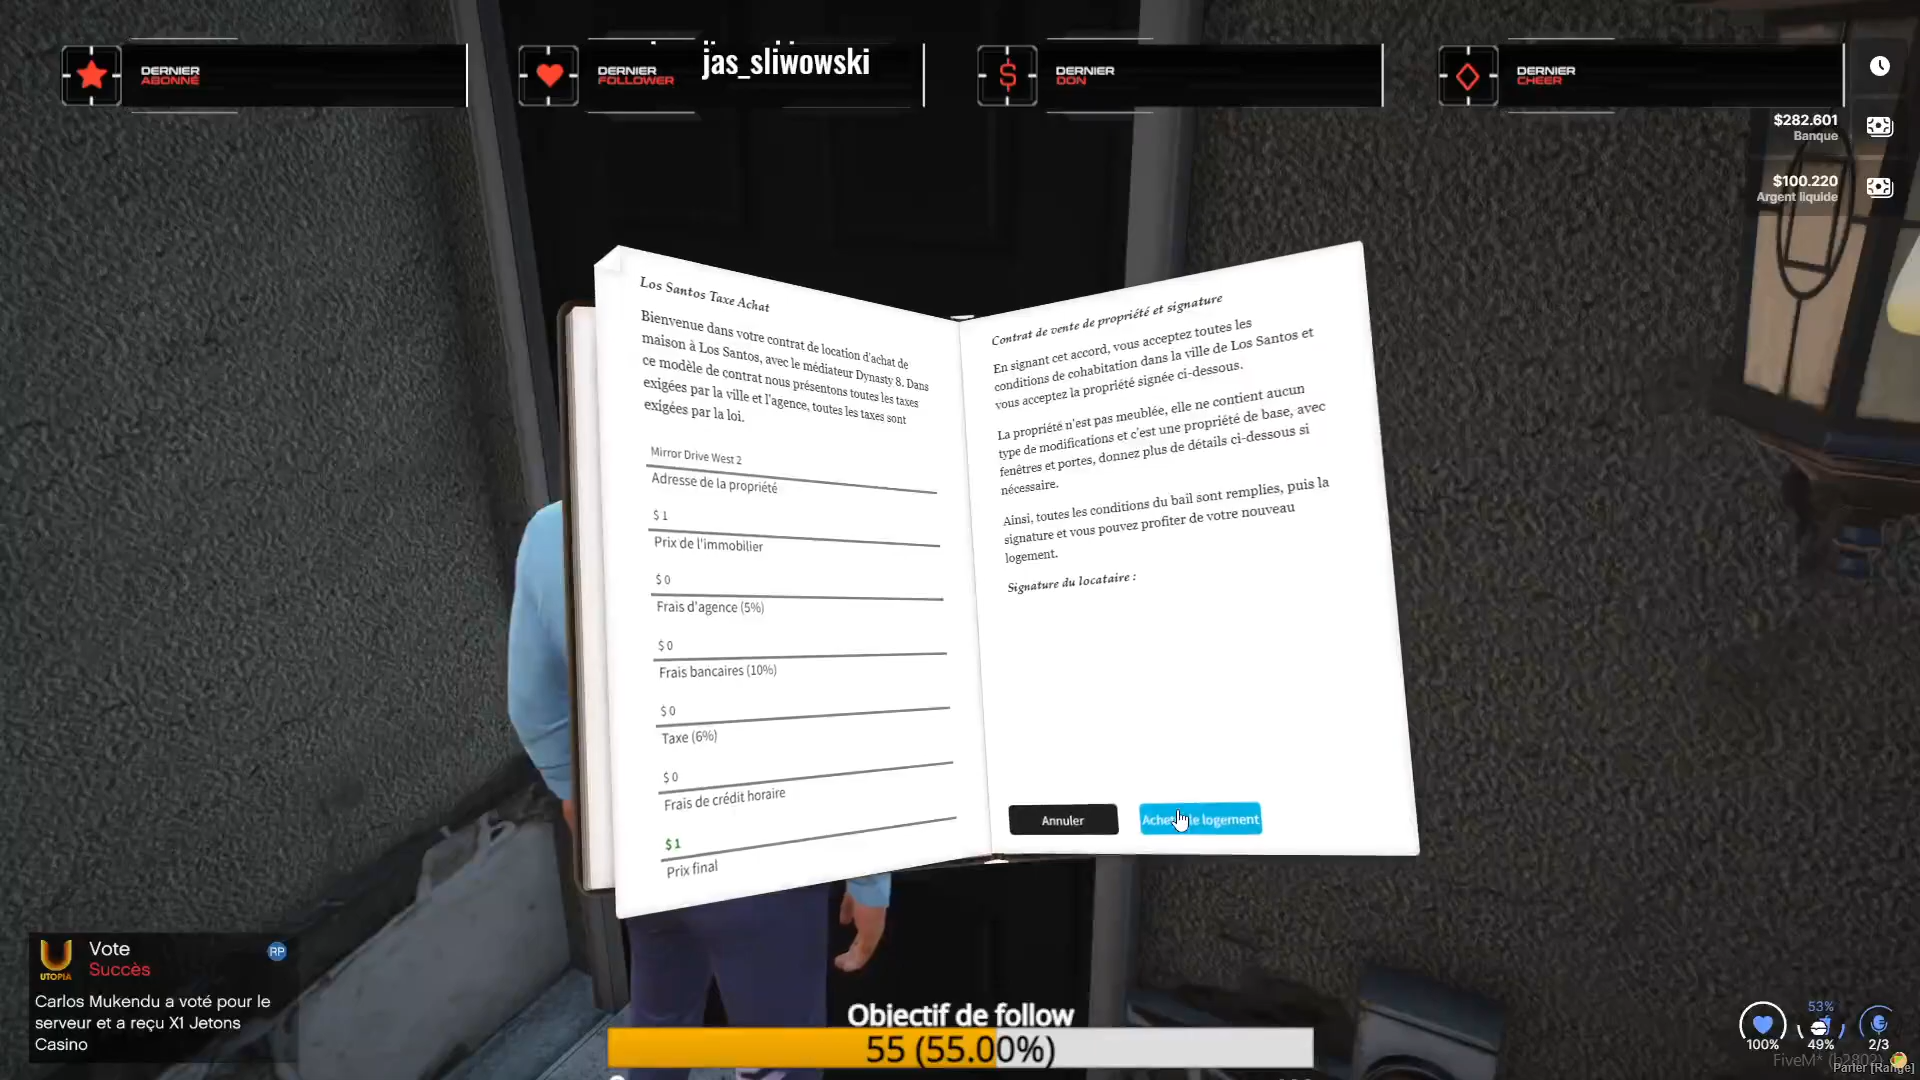 DERNIER
ABONNÉ
DERNIER
FOLLOWER
jas_sliwowski
DERNIER
DON
DERNIER
CHEER
$282.601
Banque
$100.220
Argent liquide
Los Santos Taxe Achat
Bienvenue dans votre contrat de location d'achat de
maison à Los Santos, avec le médiateur Dynasty 8. Dans
ce modèle de contrat nous présentons toutes les taxes
exigées par la ville et l'agence, toutes les taxes sont
exigées par la loi.
Mirror Drive West 2
Adresse de la propriété
$ 1
Prix de l'immobilier
$ 0
Frais d'agence (5%)
$ 0
Frais bancaires (10%)
$ 0
Taxe (6%)
$ 0
Frais de crédit horaire
$ 1
Prix final
Contrat de vente de propriété et signature
En signant cet accord, vous acceptez toutes les
conditions de cohabitation dans la ville de Los Santos et
vous acceptez la propriété signée ci-dessous.
La propriété n'est pas meublée, elle ne contient aucun
type de modifications et c'est une propriété de base, avec
fenêtres et portes, donnez plus de détails ci-dessous si
nécessaire.
Ainsi, toutes les conditions du bail sont remplies, puis la
signature et vous pouvez profiter de votre nouveau
logement.
Signature du locataire :
Annuler
logement
UTOPIA
Vote
Succès
RP
Carlos Mukendu a voté pour le
serveur et a reçu X1 Jetons
Casino
Objectif de follow
55 (55.00%)
53%
100%
49%
2/3
FiveM*
Parler [Range]